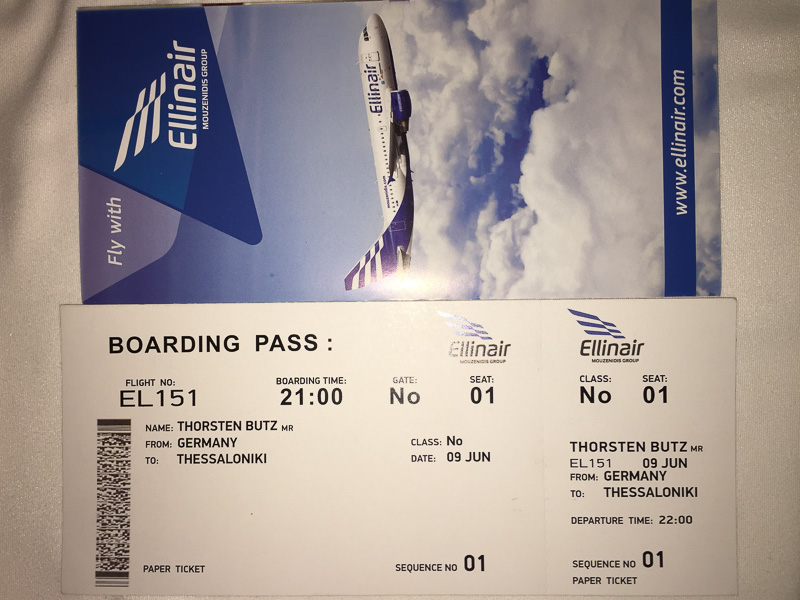 Fly with
Ellinair
MOUZENIDIS GROUP
Ellinair
mouzenidis.com
www.ellinair.com
BOARDING PASS :
Ellinair
MOUZENIDIS GROUP
FLIGHT NO: BOARDING TIME: GATE: SEAT:
EL151 21:00 No 01
NAME: THORSTEN BUTZ MR
FROM: GERMANY CLASS: No
TO: THESSALONIKI DATE: 09 JUN
PAPER TICKET SEQUENCE NO 01
Ellinair
MOUZENIDIS GROUP
CLASS: SEAT:
No 01
THORSTEN BUTZ MR
EL151 09 JUN
FROM: GERMANY
TO: THESSALONIKI
DEPARTURE TIME: 22:00
SEQUENCE NO 01
PAPER TICKET